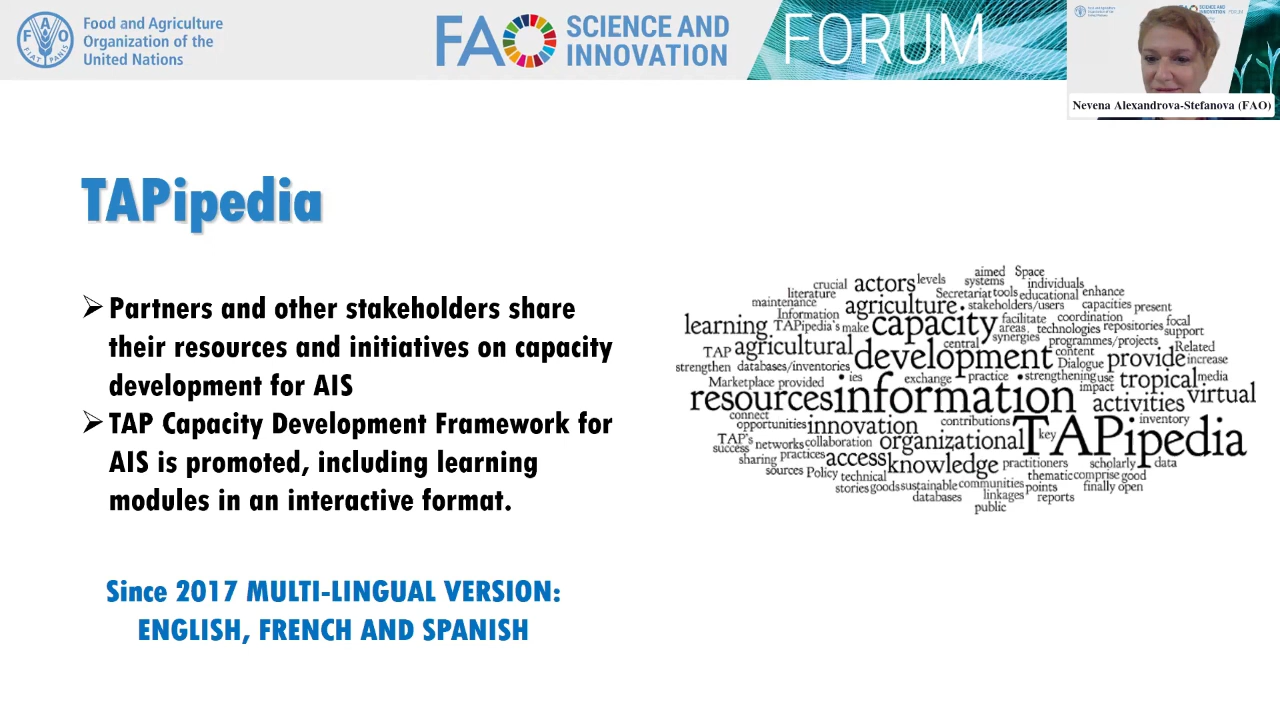 Food and Agriculture
Organization of the
United Nations
FAO SCIENCE AND
INNOVATION
FORUM
Nevena Alexandrova-Stefanova (FAO)
TAPipedia
Partners and other stakeholders share
their resources and initiatives on capacity
development for AIS
TAP Capacity Development Framework for
AIS is promoted, including learning
modules in an interactive format.
Since 2017 MULTI-LINGUAL VERSION:
ENGLISH, FRENCH AND SPANISH
aimed Space
crucial actors levels systems individuals
literature Secretariat tools educational enhance
maintenance agriculture stakeholders/users capacities present
Information capacity facilitate coordination focal
learning TAPipedia's make areas technologies repositories support
central synergies programmes/projects
TAP agricultural development content Related
strengthen databases/inventories Dialogue provide increase
Marketplace provided ies exchange practice strengthening use tropical media
impact
resources information activities virtual
connect
opportunities innovation contributions inventory
TAP's networks collaboration organizational key TAPipedia
success
sharing practices access knowledge practitioners scholarly data
sources Policy technical thematic comprise good
stories goods sustainable communities points finally open
databases linkages reports
public